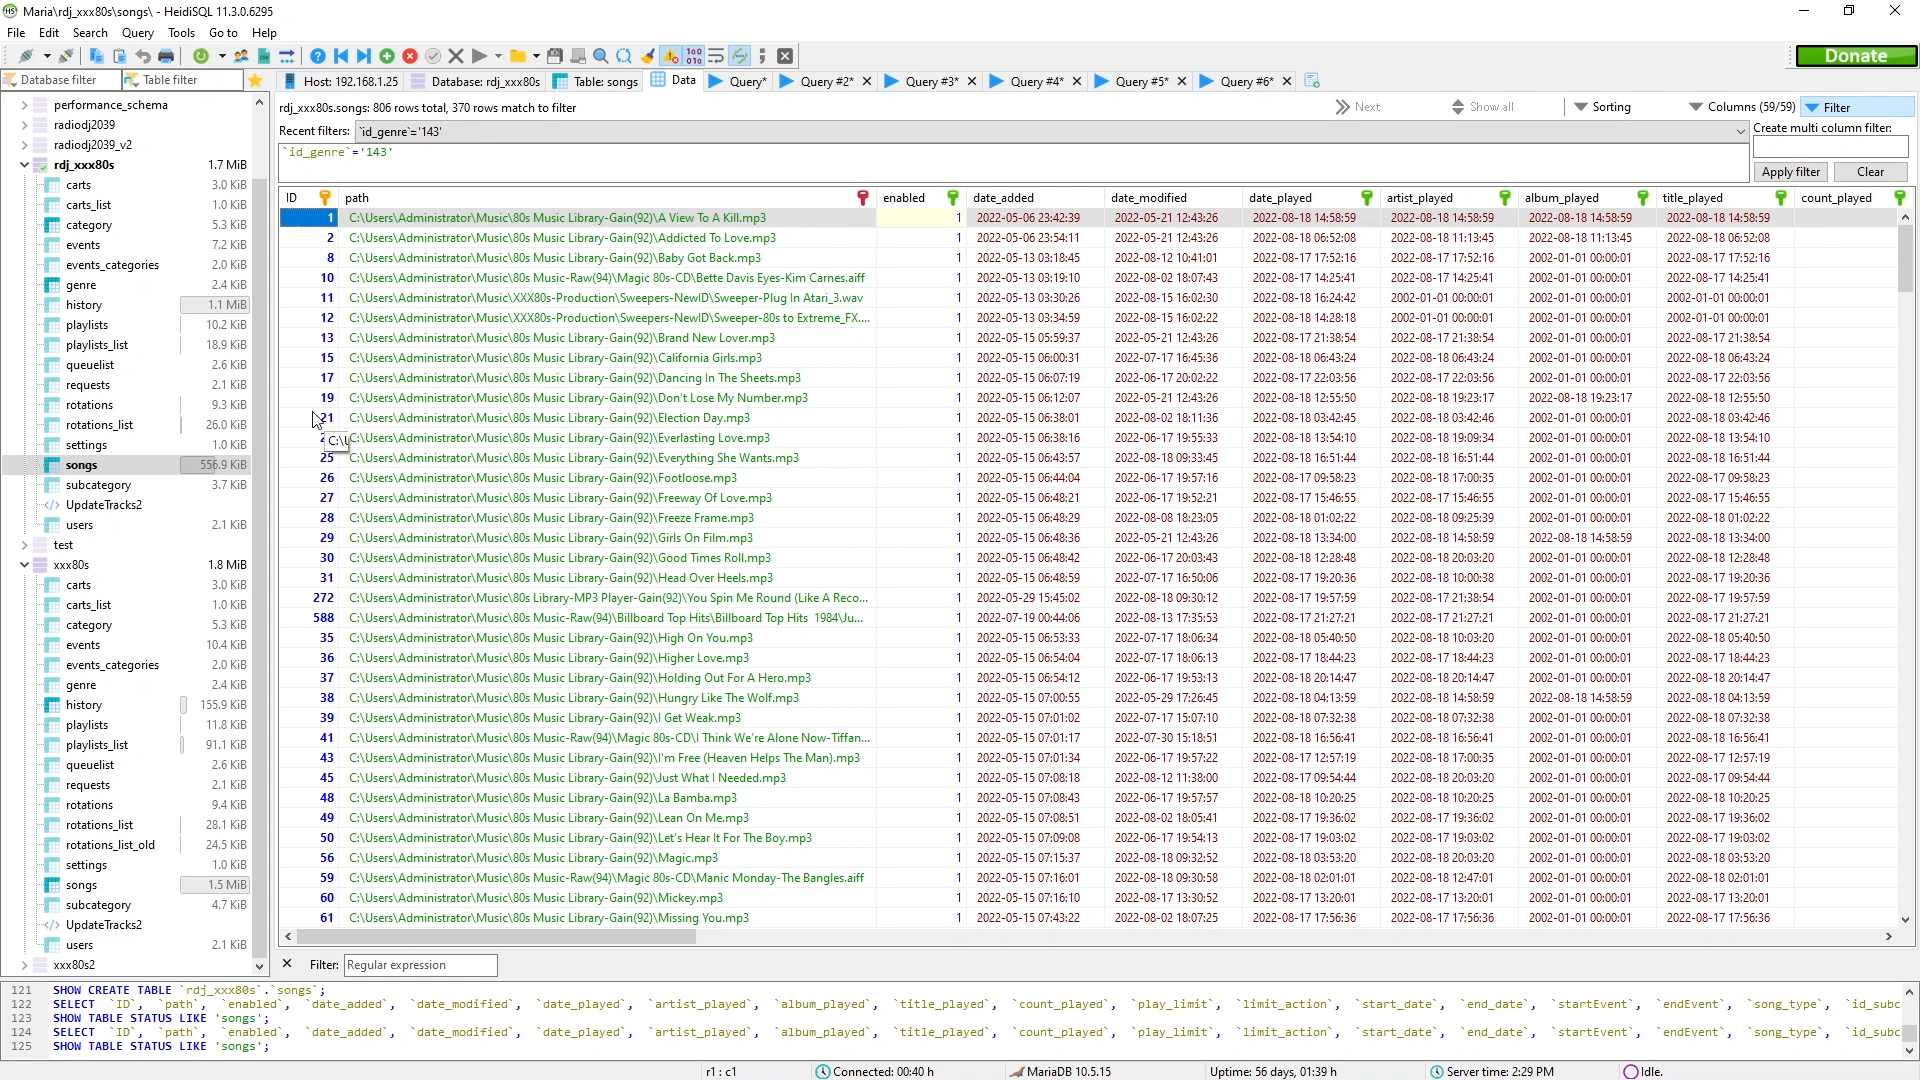 Maria\rdj_xxx80s\songs\ - HeidiSQL 11.3.0.6295
File Edit Search Query Tools Go to Help
Donate
Database filter Table filter Host: 192.168.1.25 Database: rdj_xxx80s Table: songs Data Query* Query #2* Query #3* Query #4* Query #5* Query #6*
rdj_xxx80s.songs: 806 rows total, 370 rows match to filter Next Show all Sorting Columns (59/59) Filter
Recent filters: `id_genre`='143' Create multi column filter:
`id_genre`='143'
Apply filter Clear
performance_schema
radiodj2039
radiodj2039_v2
rdj_xxx80s 1.7 MiB
carts 3.0 KiB
carts_list 1.0 KiB
category 5.3 KiB
events 7.2 KiB
events_categories 2.0 KiB
genre 2.4 KiB
history 1.1 MiB
playlists 10.2 KiB
playlists_list 18.9 KiB
queuelist 2.6 KiB
requests 2.1 KiB
rotations 9.3 KiB
rotations_list 26.0 KiB
settings 1.0 KiB
songs 556.9 KiB
subcategory 3.7 KiB
UpdateTracks2
users 2.1 KiB
test
xxx80s 1.8 MiB
carts 3.0 KiB
carts_list 1.0 KiB
category 5.3 KiB
events 10.4 KiB
events_categories 2.0 KiB
genre 2.4 KiB
history 155.9 KiB
playlists 11.8 KiB
playlists_list 91.1 KiB
queuelist 2.6 KiB
requests 2.1 KiB
rotations 9.4 KiB
rotations_list 28.1 KiB
rotations_list_old 24.5 KiB
settings 1.0 KiB
songs 1.5 MiB
subcategory 4.7 KiB
UpdateTracks2
users 2.1 KiB
xxx80s2
ID path enabled date_added date_modified date_played artist_played album_played title_played count_played
1 C:\Users\Administrator\Music\80s Music Library-Gain(92)\A View To A Kill.mp3 1 2022-05-06 23:42:39 2022-05-21 12:43:26 2022-08-18 14:58:59 2022-08-18 14:58:59 2022-08-18 14:58:59 2022-08-18 14:58:59
2 C:\Users\Administrator\Music\80s Music Library-Gain(92)\Addicted To Love.mp3 1 2022-05-06 23:54:11 2022-05-21 12:43:26 2022-08-18 06:52:08 2022-08-18 11:13:45 2022-08-18 11:13:45 2022-08-18 06:52:08
8 C:\Users\Administrator\Music\80s Music Library-Gain(92)\Baby Got Back.mp3 1 2022-05-13 03:18:45 2022-08-12 10:41:01 2022-08-17 17:52:16 2022-08-17 17:52:16 2002-01-01 00:00:01 2022-08-17 17:52:16
10 C:\Users\Administrator\Music\80s Music-Raw(94)\Magic 80s-CD\Bette Davis Eyes-Kim Carnes.aiff 1 2022-05-13 03:19:10 2022-08-02 18:07:43 2022-08-17 14:25:41 2022-08-17 14:25:41 2002-01-01 00:00:01 2022-08-17 14:25:41
11 C:\Users\Administrator\Music\XXX80s-Production\Sweepers-NewID\Sweeper-Plug In Atari_3.wav 1 2022-05-13 03:30:26 2022-08-15 16:02:30 2022-08-18 16:24:42 2002-01-01 00:00:01 2002-01-01 00:00:01 2002-01-01 00:00:01
12 C:\Users\Administrator\Music\XXX80s-Production\Sweepers-NewID\Sweeper-80s to Extreme_FX.... 1 2022-05-13 03:34:59 2022-08-15 16:02:22 2022-08-18 14:28:18 2002-01-01 00:00:01 2002-01-01 00:00:01 2002-01-01 00:00:01
13 C:\Users\Administrator\Music\80s Music Library-Gain(92)\Brand New Lover.mp3 1 2022-05-15 05:59:37 2022-05-21 12:43:26 2022-08-17 21:38:54 2022-08-17 21:38:54 2002-01-01 00:00:01 2022-08-17 21:38:54
15 C:\Users\Administrator\Music\80s Music Library-Gain(92)\California Girls.mp3 1 2022-05-15 06:00:31 2022-07-17 16:45:36 2022-08-18 06:43:24 2022-08-18 06:43:24 2002-01-01 00:00:01 2022-08-18 06:43:24
17 C:\Users\Administrator\Music\80s Music Library-Gain(92)\Dancing In The Sheets.mp3 1 2022-05-15 06:07:19 2022-06-17 20:02:22 2022-08-17 22:03:56 2022-08-17 22:03:56 2002-01-01 00:00:01 2022-08-17 22:03:56
19 C:\Users\Administrator\Music\80s Music Library-Gain(92)\Don't Lose My Number.mp3 1 2022-05-15 06:12:07 2022-05-21 12:43:26 2022-08-18 12:55:50 2022-08-18 19:23:17 2022-08-18 19:23:17 2022-08-18 12:55:50
21 C:\Users\Administrator\Music\80s Music Library-Gain(92)\Election Day.mp3 1 2022-05-15 06:38:01 2022-08-02 18:11:36 2022-08-18 03:42:45 2022-08-18 03:42:46 2002-01-01 00:00:01 2022-08-18 03:42:46
C:\Users\Administrator\Music\80s Music Library-Gain(92)\Everlasting Love.mp3 1 2022-05-15 06:38:16 2022-06-17 19:55:33 2022-08-18 13:54:10 2022-08-18 19:09:34 2002-01-01 00:00:01 2022-08-18 13:54:10
25 C:\Users\Administrator\Music\80s Music Library-Gain(92)\Everything She Wants.mp3 1 2022-05-15 06:43:57 2022-08-18 09:33:45 2022-08-18 16:51:44 2022-08-18 16:51:44 2002-01-01 00:00:01 2022-08-18 16:51:44
26 C:\Users\Administrator\Music\80s Music Library-Gain(92)\Footloose.mp3 1 2022-05-15 06:44:04 2022-06-17 19:57:16 2022-08-17 09:58:23 2022-08-18 17:00:35 2002-01-01 00:00:01 2022-08-17 09:58:23
27 C:\Users\Administrator\Music\80s Music Library-Gain(92)\Freeway Of Love.mp3 1 2022-05-15 06:48:21 2022-06-17 19:52:21 2022-08-17 15:46:55 2022-08-17 15:46:55 2002-01-01 00:00:01 2022-08-17 15:46:55
28 C:\Users\Administrator\Music\80s Music Library-Gain(92)\Freeze Frame.mp3 1 2022-05-15 06:48:29 2022-08-08 18:23:05 2022-08-18 01:02:22 2022-08-18 09:25:39 2002-01-01 00:00:01 2022-08-18 01:02:22
29 C:\Users\Administrator\Music\80s Music Library-Gain(92)\Girls On Film.mp3 1 2022-05-15 06:48:36 2022-05-21 12:43:26 2022-08-17 13:34:00 2022-08-18 14:58:59 2022-08-18 14:58:59 2022-08-17 13:34:00
30 C:\Users\Administrator\Music\80s Music Library-Gain(92)\Good Times Roll.mp3 1 2022-05-15 06:48:42 2022-06-17 20:03:43 2022-08-18 12:28:48 2022-08-18 20:03:20 2002-01-01 00:00:01 2022-08-18 12:28:48
31 C:\Users\Administrator\Music\80s Music Library-Gain(92)\Head Over Heels.mp3 1 2022-05-15 06:48:59 2022-07-17 16:50:06 2022-08-17 19:20:36 2022-08-18 10:00:38 2002-01-01 00:00:01 2022-08-17 19:20:36
272 C:\Users\Administrator\Music\80s Library-MP3 Player-Gain(92)\You Spin Me Round (Like A Reco... 1 2022-05-29 15:45:02 2022-08-18 09:30:12 2022-08-17 19:57:59 2022-08-17 21:38:54 2002-01-01 00:00:01 2022-08-17 19:57:59
588 C:\Users\Administrator\Music\80s Music-Raw(94)\Billboard Top Hits\Billboard Top Hits 1984\Ju... 1 2022-07-19 00:44:06 2022-08-13 17:35:53 2022-08-17 21:27:21 2022-08-17 21:27:21 2002-01-01 00:00:01 2022-08-17 21:27:21
35 C:\Users\Administrator\Music\80s Music Library-Gain(92)\High On You.mp3 1 2022-05-15 06:53:33 2022-07-17 18:06:34 2022-08-18 05:40:50 2022-08-18 10:03:20 2002-01-01 00:00:01 2022-08-18 05:40:50
36 C:\Users\Administrator\Music\80s Music Library-Gain(92)\Higher Love.mp3 1 2022-05-15 06:54:04 2022-07-17 18:06:13 2022-08-17 18:44:23 2022-08-17 18:44:23 2002-01-01 00:00:01 2022-08-17 18:44:23
37 C:\Users\Administrator\Music\80s Music Library-Gain(92)\Holding Out For A Hero.mp3 1 2022-05-15 06:54:12 2022-06-17 19:53:13 2022-08-18 20:14:47 2022-08-18 20:14:47 2002-01-01 00:00:01 2022-08-18 20:14:47
38 C:\Users\Administrator\Music\80s Music Library-Gain(92)\Hungry Like The Wolf.mp3 1 2022-05-15 07:00:55 2022-05-29 17:26:45 2022-08-18 04:13:59 2022-08-18 14:58:59 2022-08-18 14:58:59 2022-08-18 04:13:59
39 C:\Users\Administrator\Music\80s Music Library-Gain(92)\I Get Weak.mp3 1 2022-05-15 07:01:02 2022-07-17 15:07:10 2022-08-18 07:32:38 2022-08-18 07:32:38 2002-01-01 00:00:01 2022-08-18 07:32:38
41 C:\Users\Administrator\Music\80s Music-Raw(94)\Magic 80s-CD\I Think We're Alone Now-Tiffan... 1 2022-05-15 07:01:17 2022-07-30 15:18:51 2022-08-18 16:56:41 2022-08-18 16:56:41 2002-01-01 00:00:01 2022-08-18 16:56:41
43 C:\Users\Administrator\Music\80s Music Library-Gain(92)\I'm Free (Heaven Helps The Man).mp3 1 2022-05-15 07:01:34 2022-06-17 19:57:22 2022-08-17 12:57:19 2022-08-18 17:00:35 2002-01-01 00:00:01 2022-08-17 12:57:19
45 C:\Users\Administrator\Music\80s Music Library-Gain(92)\Just What I Needed.mp3 1 2022-05-15 07:08:18 2022-08-12 11:38:00 2022-08-17 09:54:44 2022-08-18 20:03:20 2002-01-01 00:00:01 2022-08-17 09:54:44
48 C:\Users\Administrator\Music\80s Music Library-Gain(92)\La Bamba.mp3 1 2022-05-15 07:08:43 2022-06-17 19:57:57 2022-08-18 10:20:25 2022-08-18 10:20:25 2002-01-01 00:00:01 2022-08-18 10:20:25
49 C:\Users\Administrator\Music\80s Music Library-Gain(92)\Lean On Me.mp3 1 2022-05-15 07:08:51 2022-08-02 18:05:41 2022-08-17 19:36:02 2022-08-17 19:36:02 2002-01-01 00:00:01 2022-08-17 19:36:02
50 C:\Users\Administrator\Music\80s Music Library-Gain(92)\Let's Hear It For The Boy.mp3 1 2022-05-15 07:09:08 2022-06-17 19:54:13 2022-08-17 19:03:02 2022-08-17 19:03:02 2002-01-01 00:00:01 2022-08-17 19:03:02
56 C:\Users\Administrator\Music\80s Music Library-Gain(92)\Magic.mp3 1 2022-05-15 07:15:37 2022-08-18 09:32:52 2022-08-18 03:53:20 2022-08-18 20:03:20 2002-01-01 00:00:01 2022-08-18 03:53:20
59 C:\Users\Administrator\Music\80s Music-Raw(94)\Magic 80s-CD\Manic Monday-The Bangles.aiff 1 2022-05-15 07:16:01 2022-08-18 09:30:58 2022-08-18 02:01:01 2022-08-18 12:47:01 2002-01-01 00:00:01 2022-08-18 02:01:01
60 C:\Users\Administrator\Music\80s Music Library-Gain(92)\Mickey.mp3 1 2022-05-15 07:16:10 2022-07-17 13:30:52 2022-08-17 13:20:01 2022-08-17 13:20:01 2002-01-01 00:00:01 2022-08-17 13:20:01
61 C:\Users\Administrator\Music\80s Music Library-Gain(92)\Missing You.mp3 1 2022-05-15 07:43:22 2022-08-02 18:07:25 2022-08-17 17:56:36 2022-08-17 17:56:36 2002-01-01 00:00:01 2022-08-17 17:56:36
Filter: Regular expression
121 SHOW CREATE TABLE `rdj_xxx80s`.`songs`;
122 SELECT `ID`, `path`, `enabled`, `date_added`, `date_modified`, `date_played`, `artist_played`, `album_played`, `title_played`, `count_played`, `play_limit`, `limit_action`, `start_date`, `end_date`, `startEvent`, `endEvent`, `song_type`, `id_subc
123 SHOW TABLE STATUS LIKE 'songs';
124 SELECT `ID`, `path`, `enabled`, `date_added`, `date_modified`, `date_played`, `artist_played`, `album_played`, `title_played`, `count_played`, `play_limit`, `limit_action`, `start_date`, `end_date`, `startEvent`, `endEvent`, `song_type`, `id_subc
125 SHOW TABLE STATUS LIKE 'songs';
r1 : c1 Connected: 00:40 h MariaDB 10.5.15 Uptime: 56 days, 01:39 h Server time: 2:29 PM Idle.